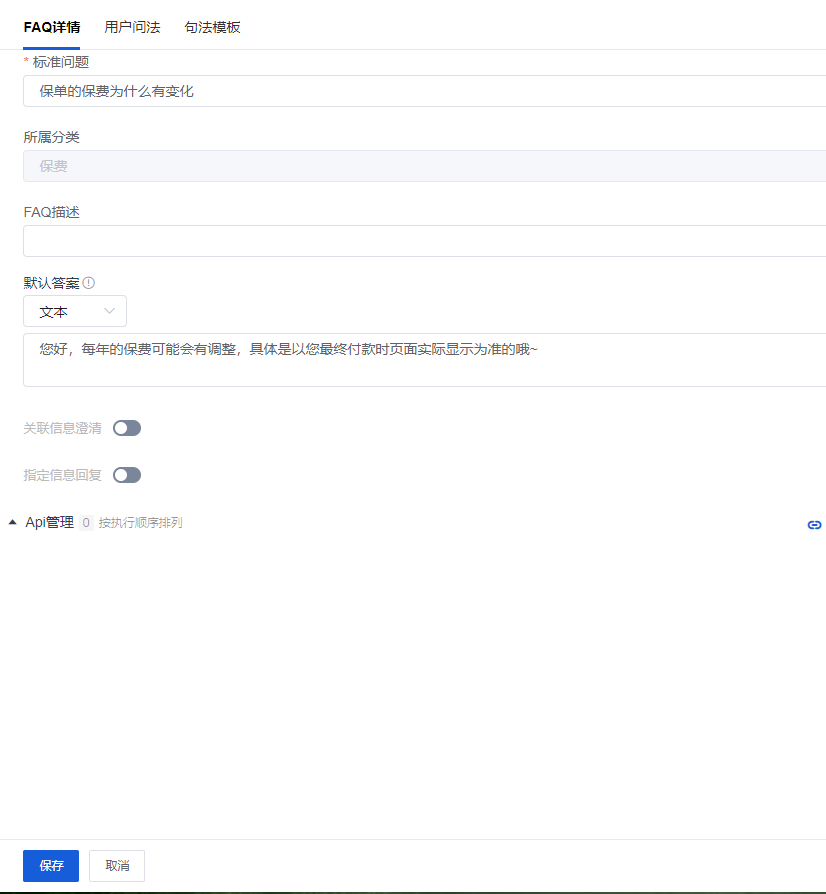 FAQ详情 用户问法 句法模板
* 标准问题
保单的保费为什么有变化
所属分类
保费
FAQ描述
默认答案
文本
您好，每年的保费可能会有调整，具体是以您最终付款时页面实际显示为准的哦~
关联信息澄清
指定信息回复
Api管理 0 按执行顺序排列
保存 取消